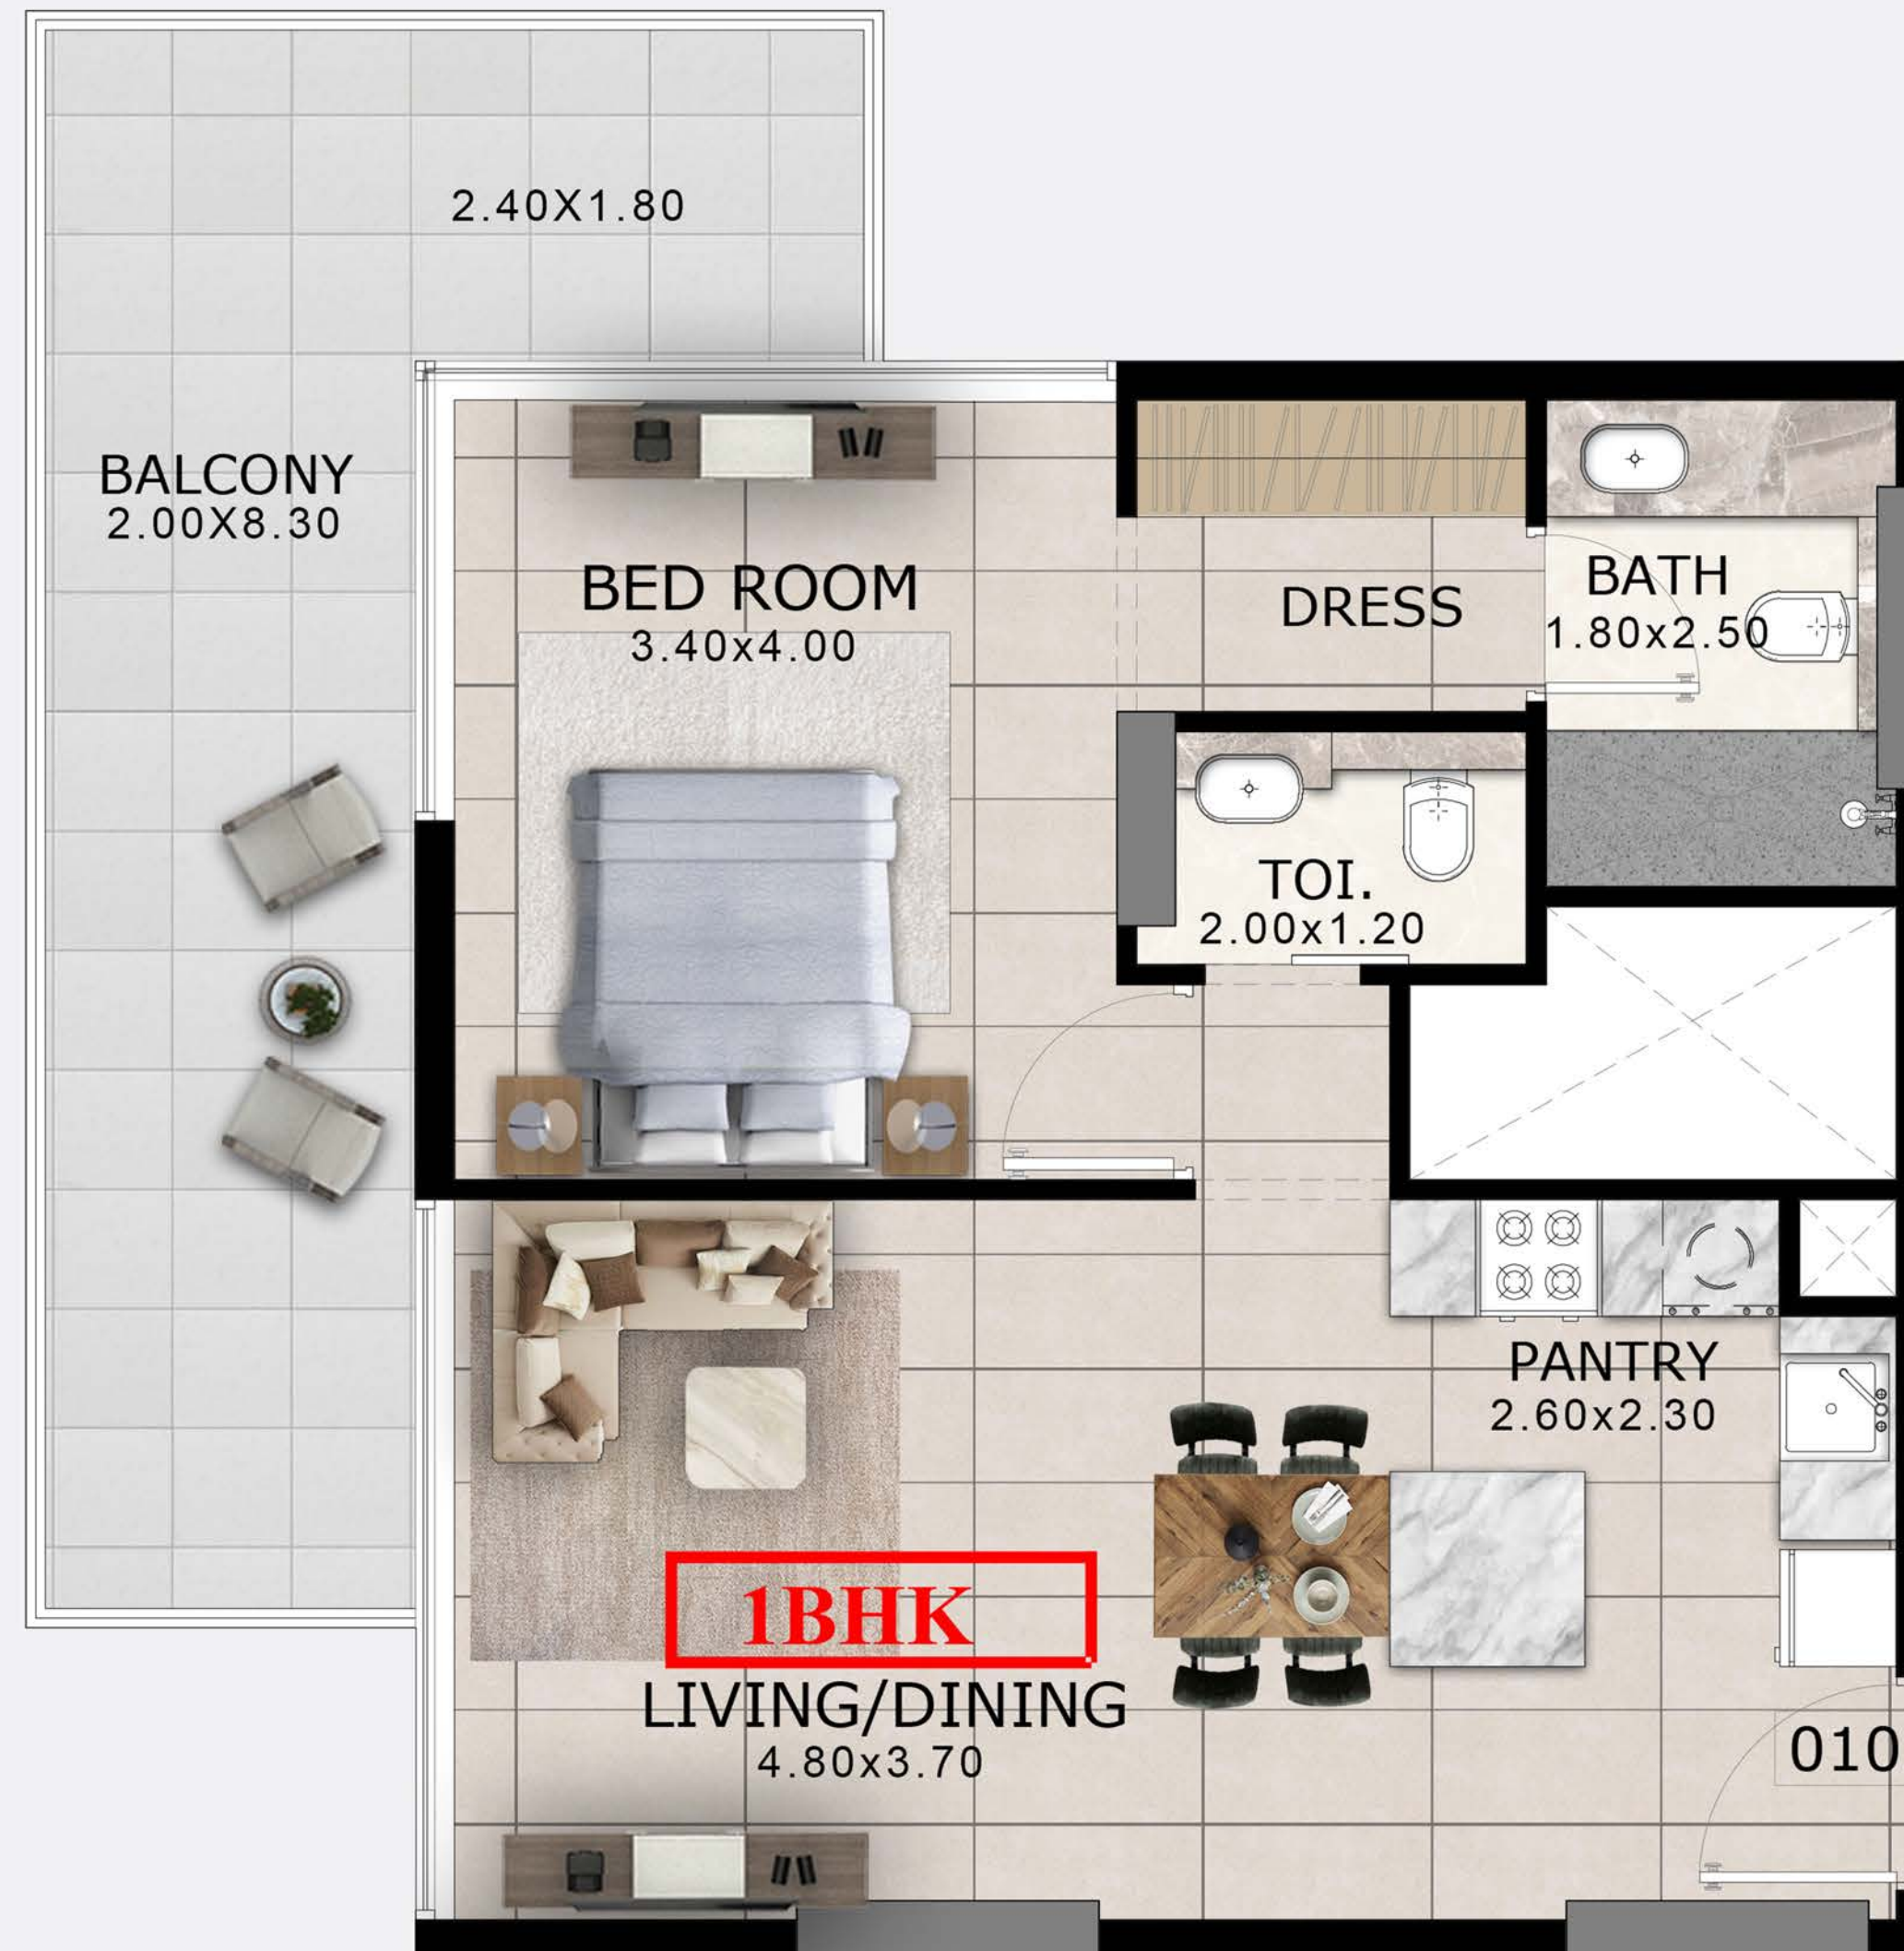 2.40X1.80
BALCONY
2.00X8.30
BED ROOM
3.40x4.00
DRESS
BATH
1.80x2.50
TOI.
2.00x1.20
PANTRY
2.60x2.30
1BHK
LIVING/DINING
4.80x3.70
010